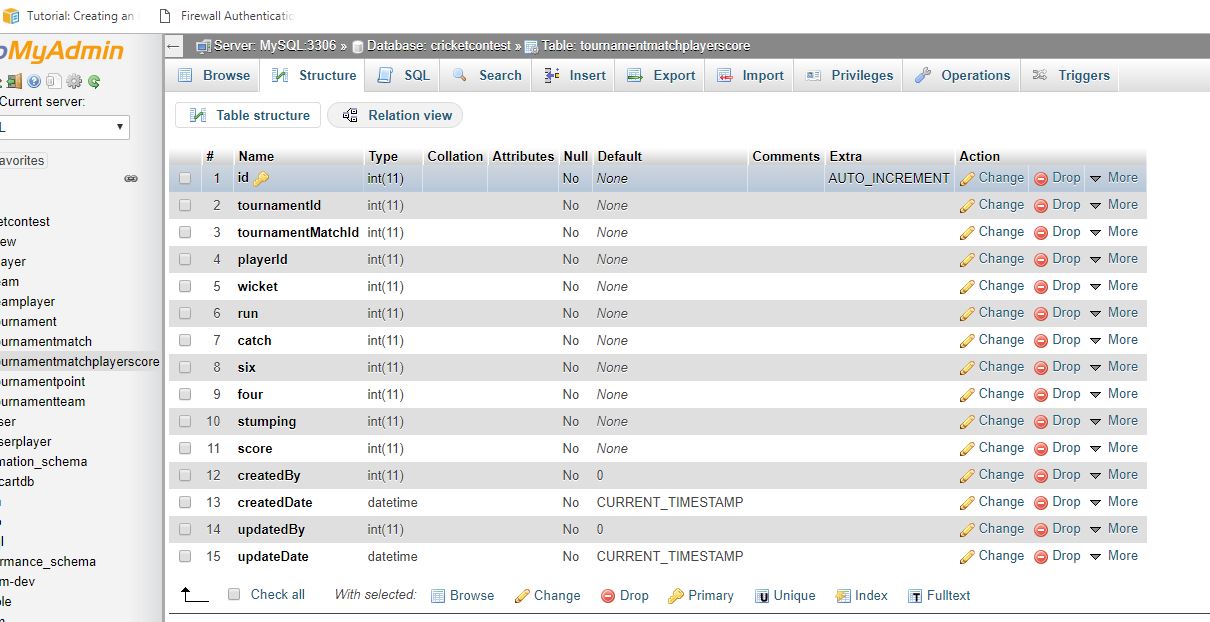 Tutorial: Creating an
Firewall Authenticatio
MyAdmin
Server: MySQL:3306 » Database: cricketcontest » Table: tournamentmatchplayerscore
Browse Structure SQL Search Insert Export Import Privileges Operations Triggers
Current server:
Table structure Relation view
# Name Type Collation Attributes Null Default Comments Extra Action
1 id int(11) No None AUTO_INCREMENT Change Drop More
2 tournamentId int(11) No None Change Drop More
3 tournamentMatchId int(11) No None Change Drop More
4 playerId int(11) No None Change Drop More
5 wicket int(11) No None Change Drop More
6 run int(11) No None Change Drop More
7 catch int(11) No None Change Drop More
8 six int(11) No None Change Drop More
9 four int(11) No None Change Drop More
10 stumping int(11) No None Change Drop More
11 score int(11) No None Change Drop More
12 createdBy int(11) No 0 Change Drop More
13 createdDate datetime No CURRENT_TIMESTAMP Change Drop More
14 updatedBy int(11) No 0 Change Drop More
15 updateDate datetime No CURRENT_TIMESTAMP Change Drop More
Check all With selected: Browse Change Drop Primary Unique Index Fulltext
avorites
etcontest
ew
ayer
am
amplayer
urnament
urnamentmatch
urnamentmatchplayerscore
urnamentpoint
urnamentteam
ser
serplayer
mation_schema
cartdb
rmance_schema
m-dev
ole